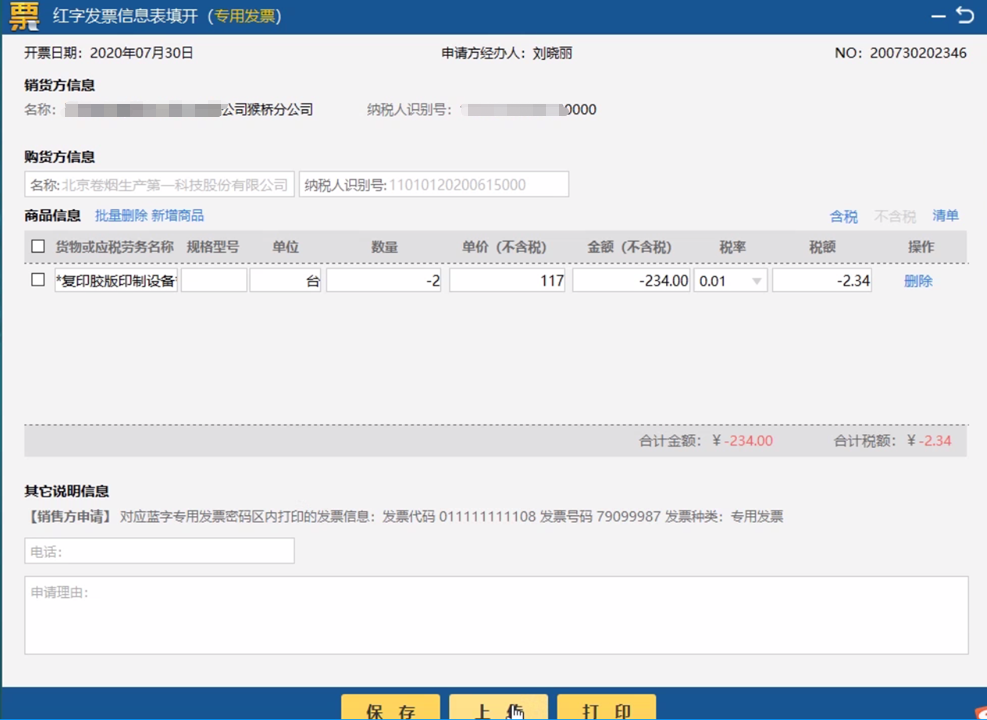 票 红字发票信息表填开（专用发票）
开票日期：2020年07月30日 申请方经办人：刘晓丽 NO：200730202346
销货方信息
名称： 公司猴桥分公司 纳税人识别号： 0000
购货方信息
名称:北京卷烟生产第一科技股份有限公司 纳税人识别号:11010120200615000
商品信息 批量删除 新增商品 含税 不含税 清单
货物或应税劳务名称 规格型号 单位 数量 单价（不含税） 金额（不含税） 税率 税额 操作
*复印胶版印制设备 台 -2 117 -234.00 0.01 -2.34 删除
合计金额：￥-234.00 合计税额：￥-2.34
其它说明信息
【销售方申请】 对应蓝字专用发票密码区内打印的发票信息：发票代码 011111111108 发票号码 79099987 发票种类：专用发票
电话：
申请理由：
保 存 上 传 打 印